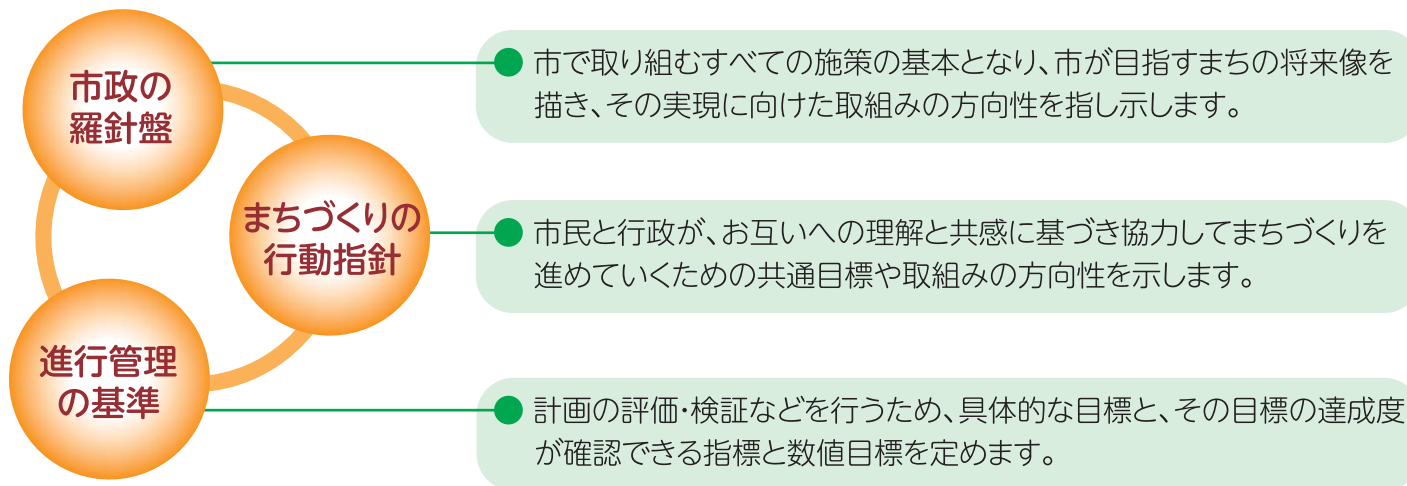 市政の
羅針盤
市で取り組むすべての施策の基本となり、市が目指すまちの将来像を
描き、その実現に向けた取組みの方向性を指し示します。
まちづくりの
行動指針
市民と行政が、お互いへの理解と共感に基づき協力してまちづくりを
進めていくための共通目標や取組みの方向性を示します。
進行管理
の基準
計画の評価・検証などを行うため、具体的な目標と、その目標の達成度
が確認できる指標と数値目標を定めます。